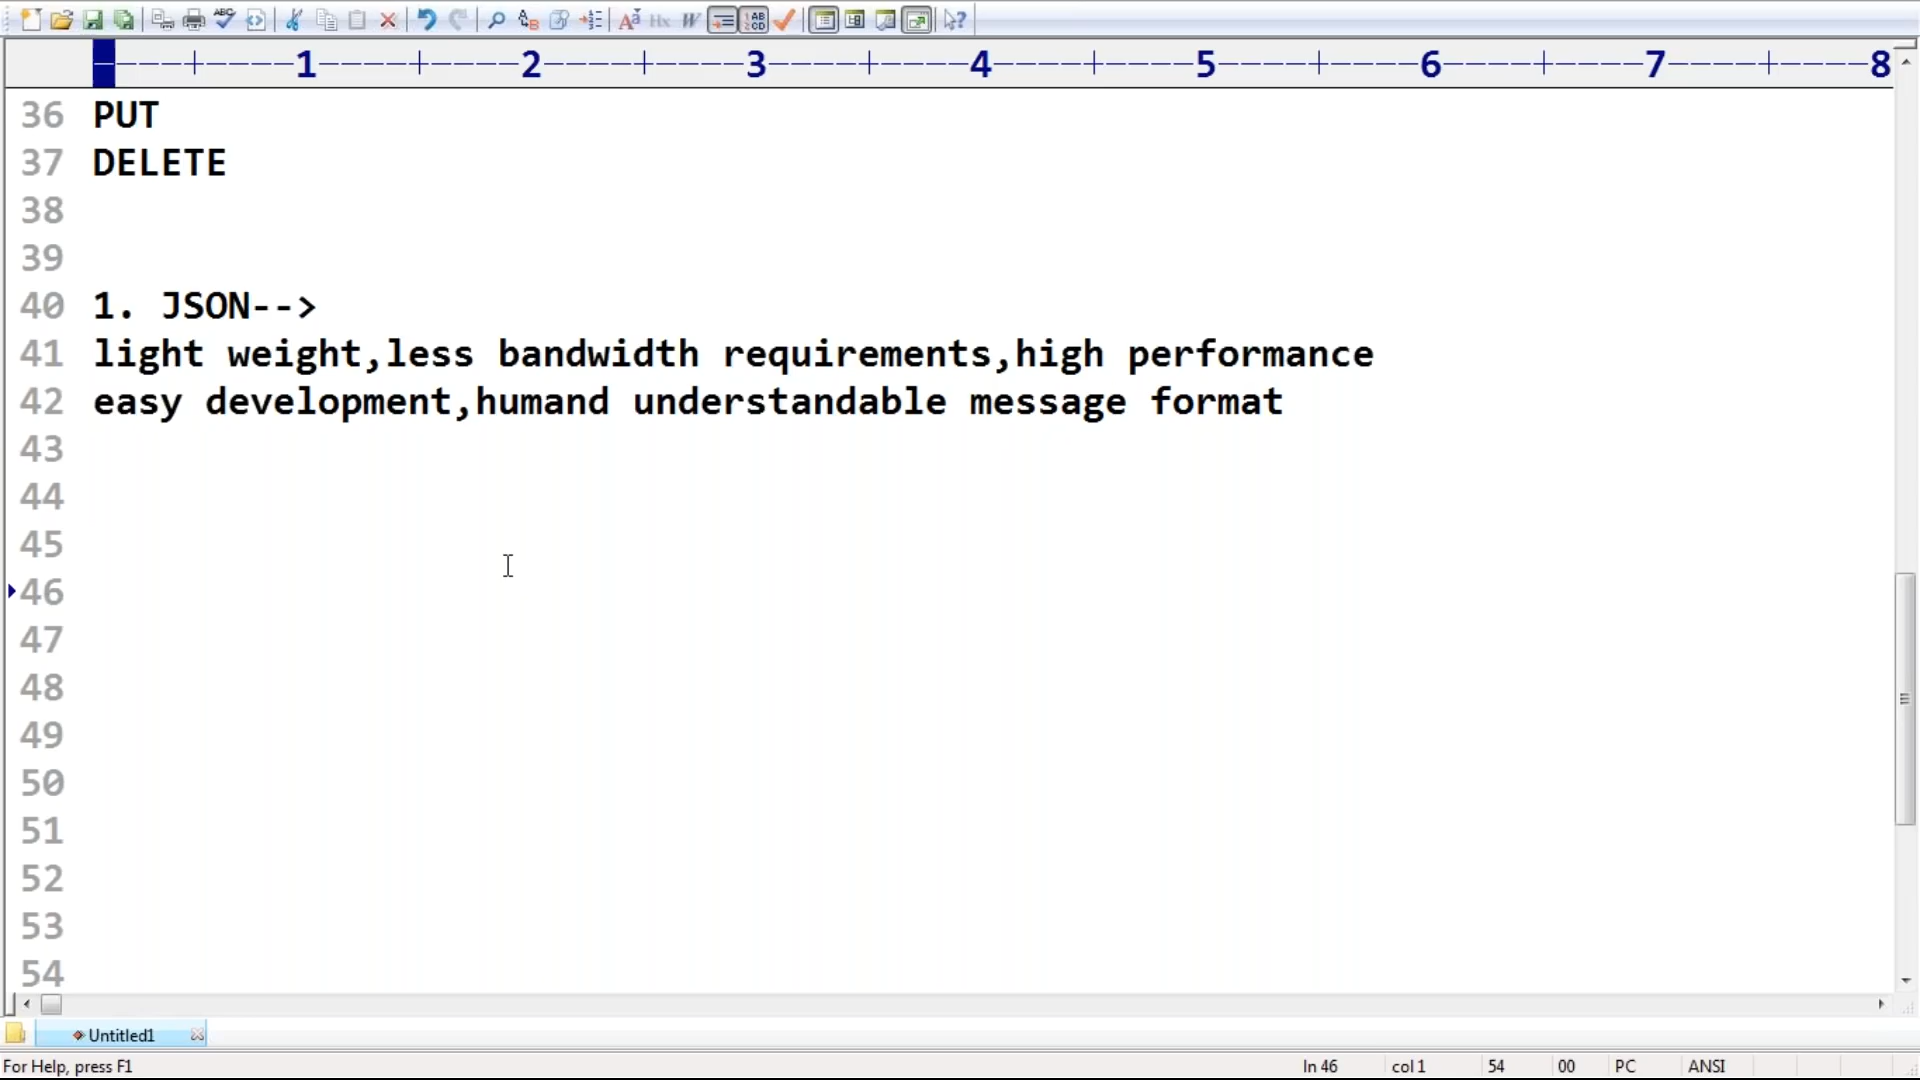 ----+----1----+----2----+----3----+----4----+----5----+----6----+----7----+----8
36 PUT
37 DELETE
38
39
40 1. JSON-->
41 light weight,less bandwidth requirements,high performance
42 easy development,humand understandable message format
43
44
45
46
47
48
49
50
51
52
53
54
Untitled1
For Help, press F1 ln 46 col 1 54 00 PC ANSI